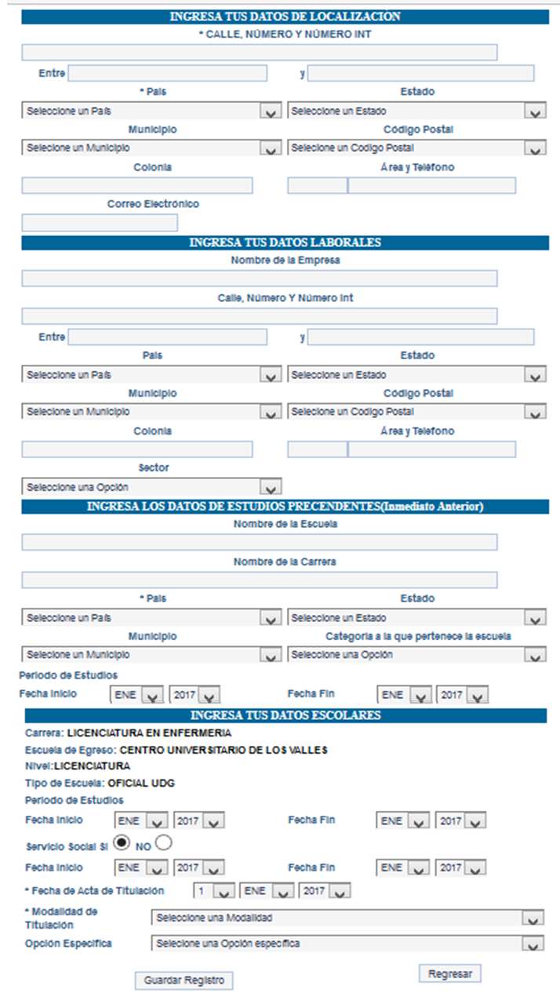 INGRESA TUS DATOS DE LOCALIZACIÓN
* CALLE, NÚMERO Y NÚMERO INT
Entre y
* País Estado
Seleccione un País Seleccione un Estado
Municipio Código Postal
Selecione un Municipio Selecione un Codigo Postal
Colonia Área y Teléfono
Correo Electrónico
INGRESA TUS DATOS LABORALES
Nombre de la Empresa
Calle, Número Y Número Int
Entre y
País Estado
Seleccione un País Seleccione un Estado
Municipio Código Postal
Selecione un Municipio Selecione un Codigo Postal
Colonia Área y Telefono
Sector
Seleccione una Opción
INGRESA LOS DATOS DE ESTUDIOS PRECENDENTES(Inmediato Anterior)
Nombre de la Escuela
Nombre de la Carrera
* País Estado
Seleccione un País Seleccione un Estado
Municipio Categoria a la que pertenece la escuela
Selecione un Municipio Seleccione una Opción
Periodo de Estudios
Fecha Inicio ENE 2017 Fecha Fin ENE 2017
INGRESA TUS DATOS ESCOLARES
Carrera: LICENCIATURA EN ENFERMERIA
Escuela de Egreso: CENTRO UNIVERSITARIO DE LOS VALLES
Nivel:LICENCIATURA
Tipo de Escuela: OFICIAL UDG
Periodo de Estudios
Fecha Inicio ENE 2017 Fecha Fin ENE 2017
Servicio Social SI NO
Fecha Inicio ENE 2017 Fecha Fin ENE 2017
* Fecha de Acta de Titulación 1 ENE 2017
* Modalidad de
Titulación Seleccione una Modalidad
Opción Especifica Selecione una Opción específica
Guardar Registro Regresar